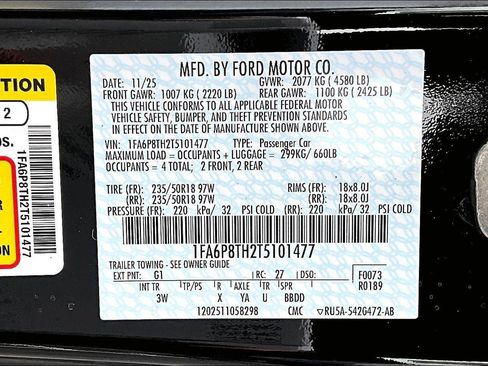 TION
2
OS.
1FA6P8TH2T5101477
MFD. BY FORD MOTOR CO.
DATE: 11/25 GVWR: 2077 KG ( 4580 LB)
FRONT GAWR: 1007 KG ( 2220 LB) REAR GAWR: 1100 KG ( 2425 LB)
THIS VEHICLE CONFORMS TO ALL APPLICABLE FEDERAL MOTOR
VEHICLE SAFETY, BUMPER, AND THEFT PREVENTION STANDARDS
IN EFFECT ON THE DATE OF MANUFACTURE SHOWN ABOVE.
VIN: 1FA6P8TH2T5101477 TYPE: Passenger Car
MAXIMUM LOAD = OCCUPANTS + LUGGAGE = 299KG/ 660LB
OCCUPANTS = 4 TOTAL; 2 FRONT, 2 REAR
TIRE (FR): 235/50R18 97W RIMS (FR): 18x8.0J
TIRE (RR): 235/50R18 97W RIMS (RR): 18x8.0J
PRESSURE (FR): 220 kPa/ 32 PSI COLD (RR): 220 kPa/ 32 PSI COLD
1FA6P8TH2T5101477
TRAILER TOWING - SEE OWNER GUIDE
EXT PNT: G1 RC: 27 DSO: F0073
R0189
INT TR TP/PS R AXLE TR SPR
3W X YA U BBDD
1202511058298 CMC RU5A-542G472-AB